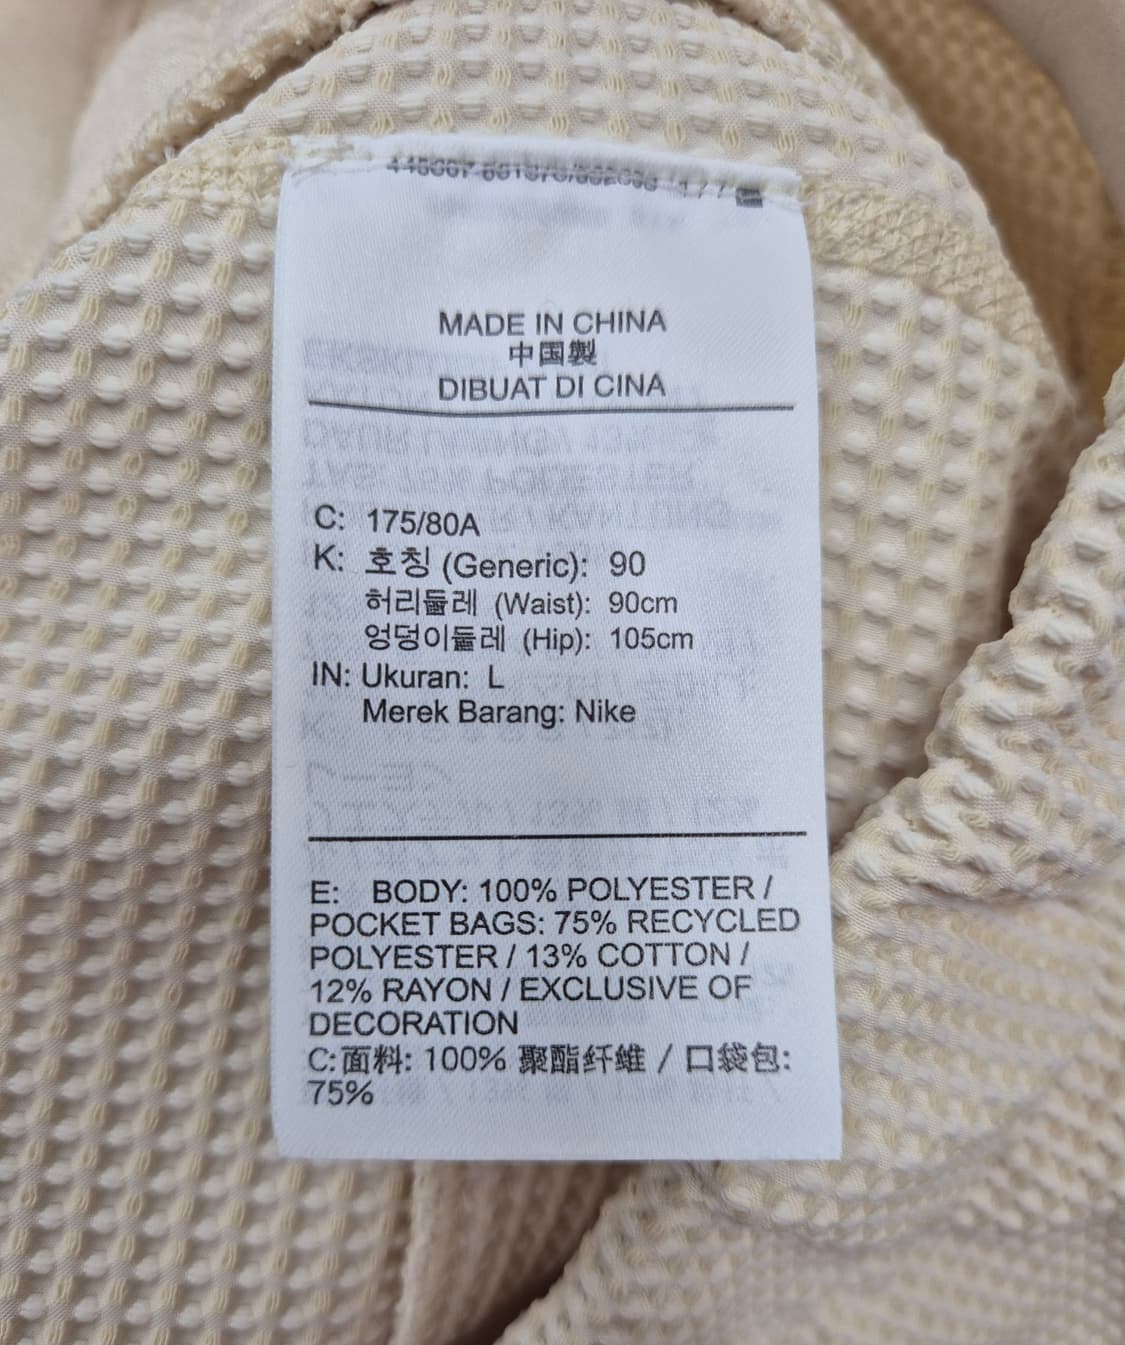 MADE IN CHINA
中国製
DIBUAT DI CINA
C: 175/80A
K: 호칭 (Generic): 90
허리둘레 (Waist): 90cm
엉덩이둘레 (Hip): 105cm
IN: Ukuran: L
Merek Barang: Nike
E: BODY: 100% POLYESTER /
POCKET BAGS: 75% RECYCLED
POLYESTER / 13% COTTON /
12% RAYON / EXCLUSIVE OF
DECORATION
C:面料: 100% 聚酯纤维 / 口袋包:
75%